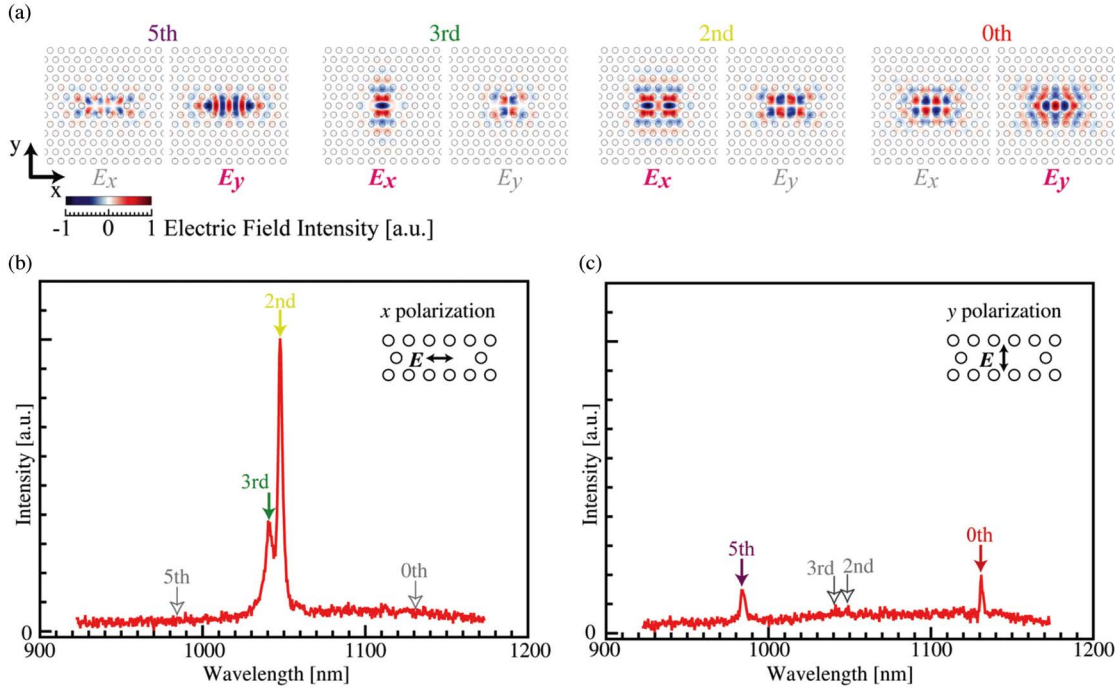 (a)
5th 3rd 2nd 0th
y
x
Ex Ey Ex Ey Ex Ey Ex Ey
-1 0 1 Electric Field Intensity [a.u.]
(b)
2nd
x polarization
E
3rd
5th
0th
Intensity [a.u.]
0
900 1000 1100 1200
Wavelength [nm]
(c)
y polarization
E
5th
3rd 2nd
0th
Intensity [a.u.]
0
900 1000 1100 1200
Wavelength [nm]